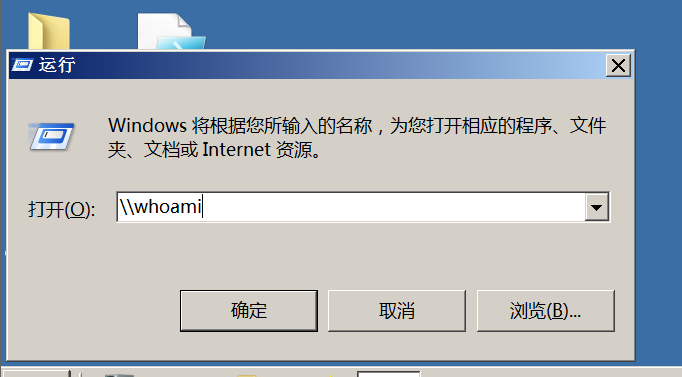 运行
Windows 将根据您所输入的名称，为您打开相应的程序、文件
夹、文档或 Internet 资源。
打开(O): \\whoami
确定 取消 浏览(B)...